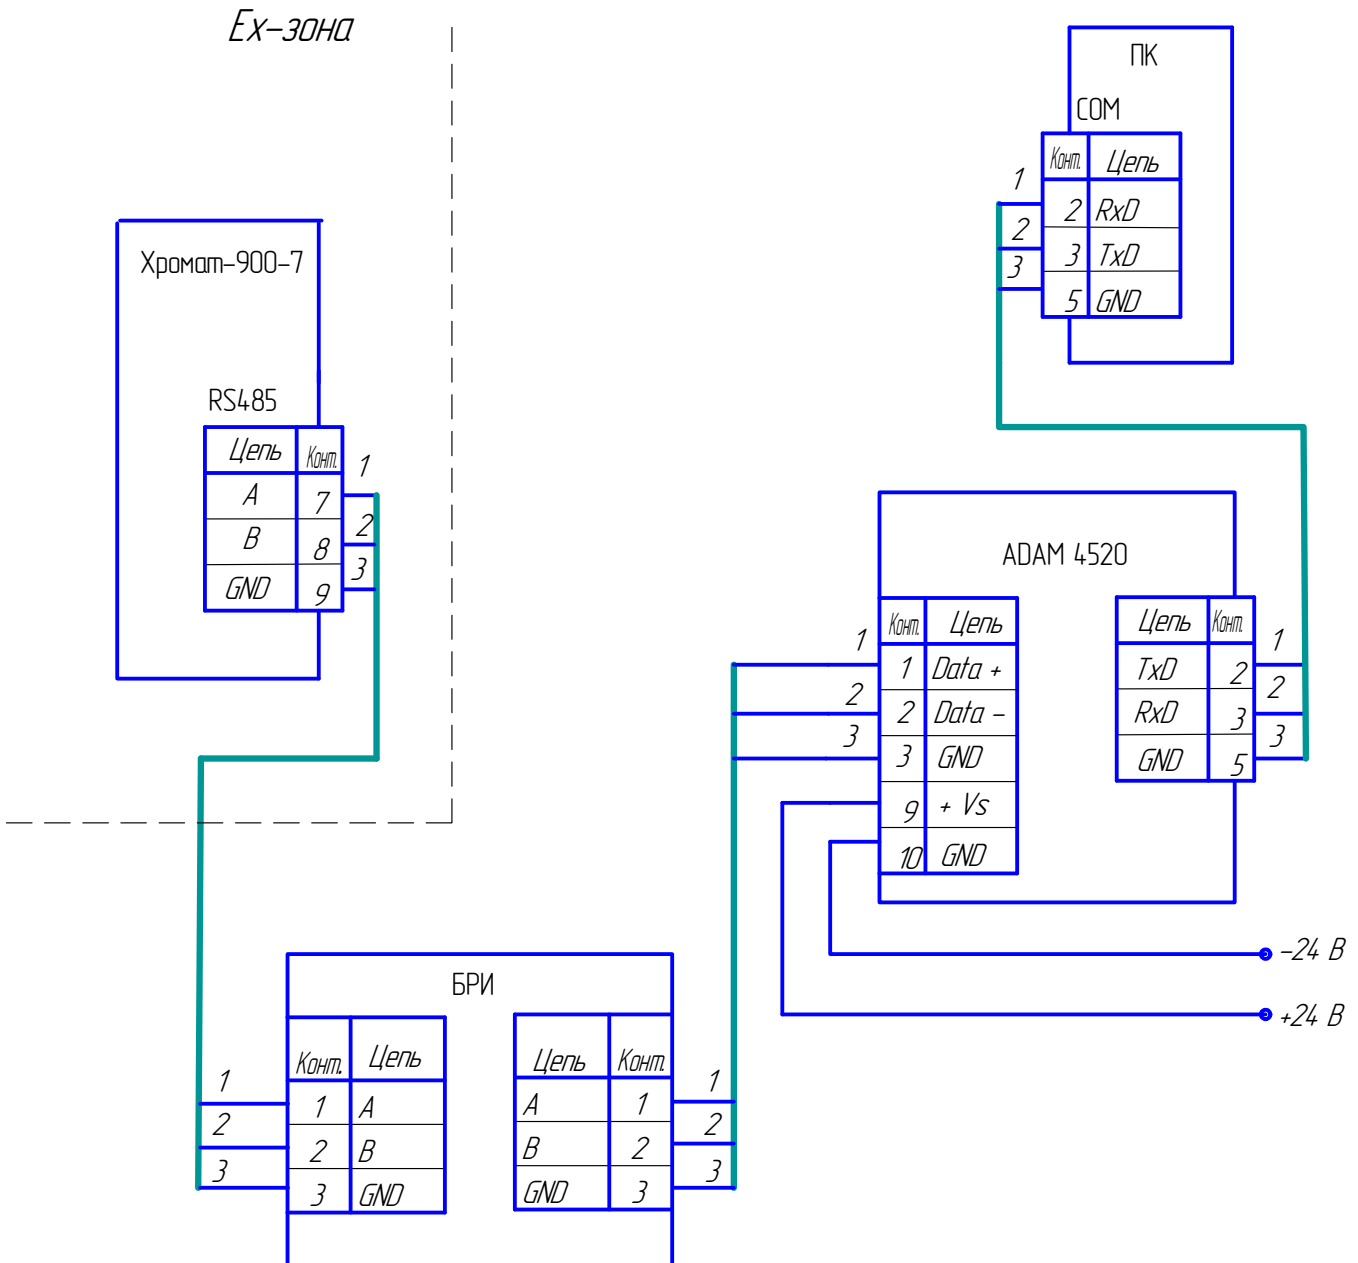 Ex-зона
ПК
COM
Конт. Цепь
1
2 RxD
2
3 TxD
3
5 GND
Хромат-900-7
RS485
Цепь Конт.
1
A 7
2
B 8
3
GND 9
ADAM 4520
Конт. Цепь
1
1 Data +
2
2 Data -
3
3 GND
9 + Vs
10 GND
Цепь Конт.
1
TxD 2
2
RxD 3
3
GND 5
-24 В
+24 В
БРИ
Конт. Цепь
1
1 A
2
2 B
3
3 GND
Цепь Конт.
1
A 1
2
B 2
3
GND 3